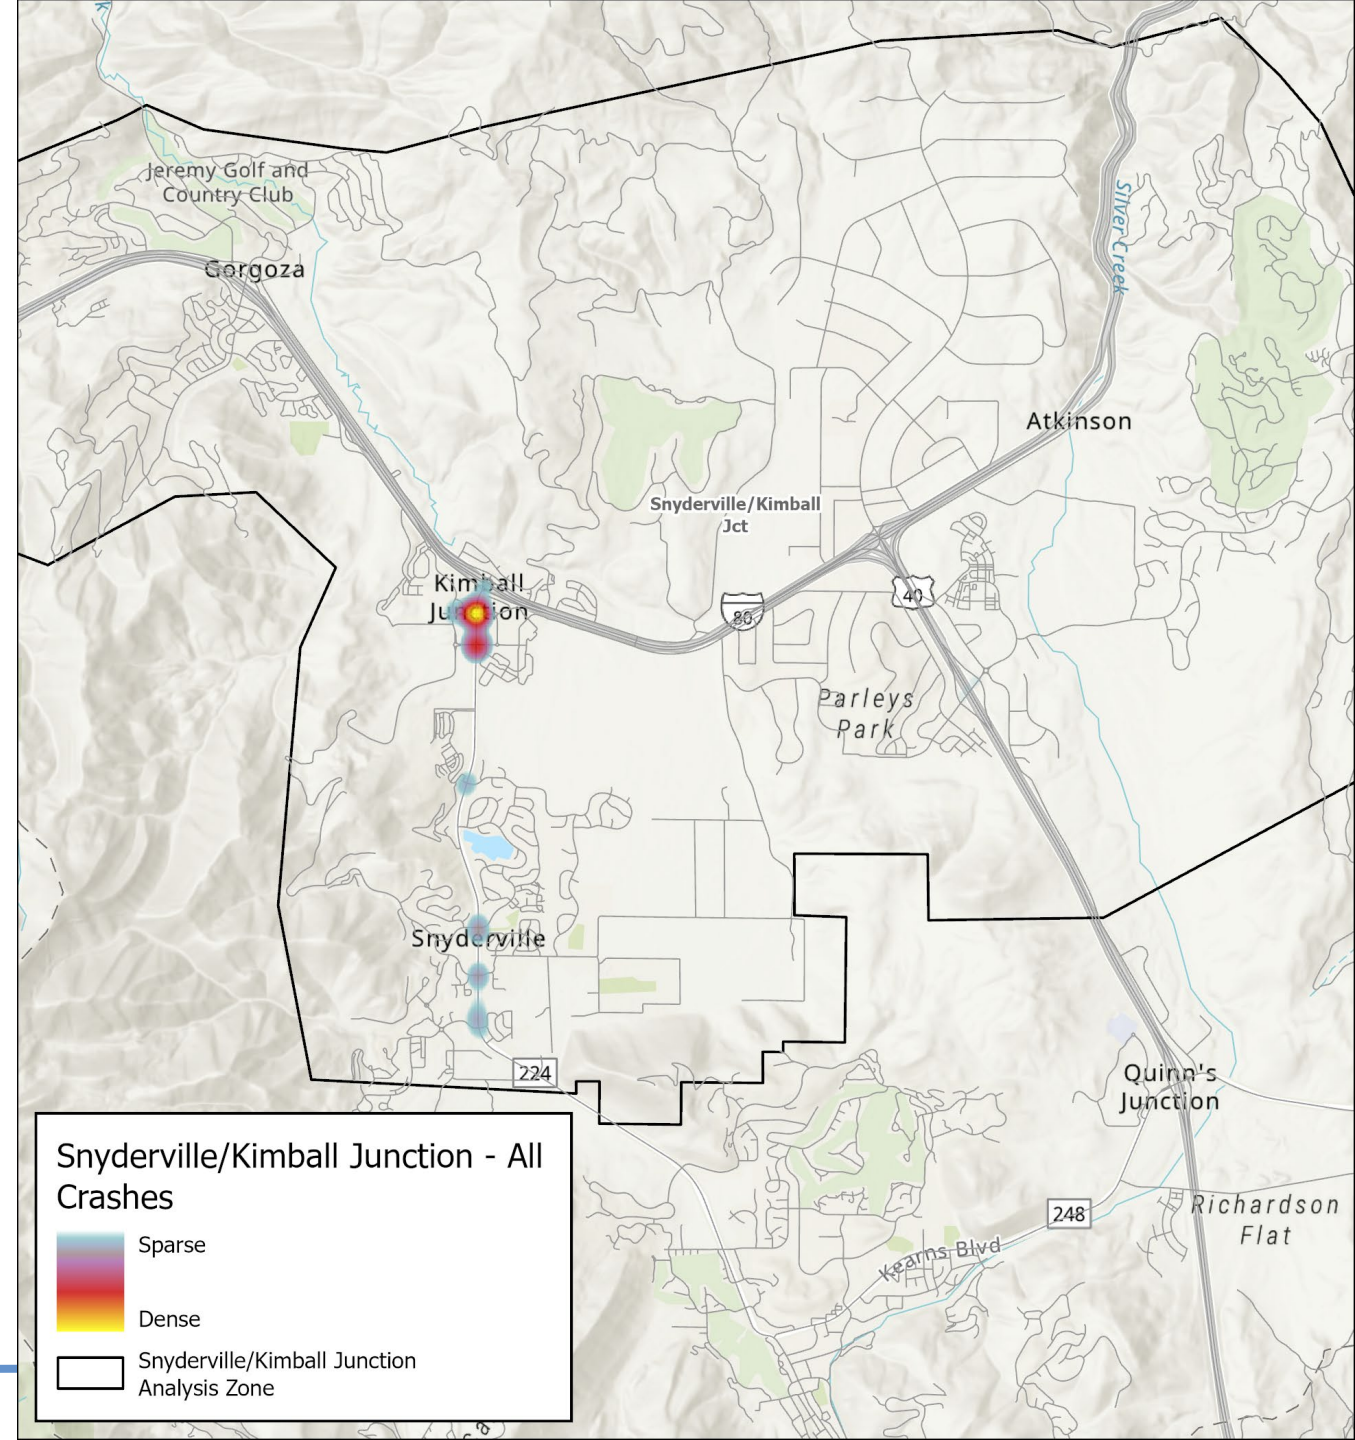 k
Jeremy Golf and
Country Club
Gorgoza
Silver Creek
Atkinson
Snyderville/Kimball
Jct
Kimball
Junction
80
40
Parleys
Park
Snyderville
224
Quinn's
Junction
248
Richardson
Flat
Kearns Blvd
Snyderville/Kimball Junction - All
Crashes
Sparse
Dense
Snyderville/Kimball Junction
Analysis Zone